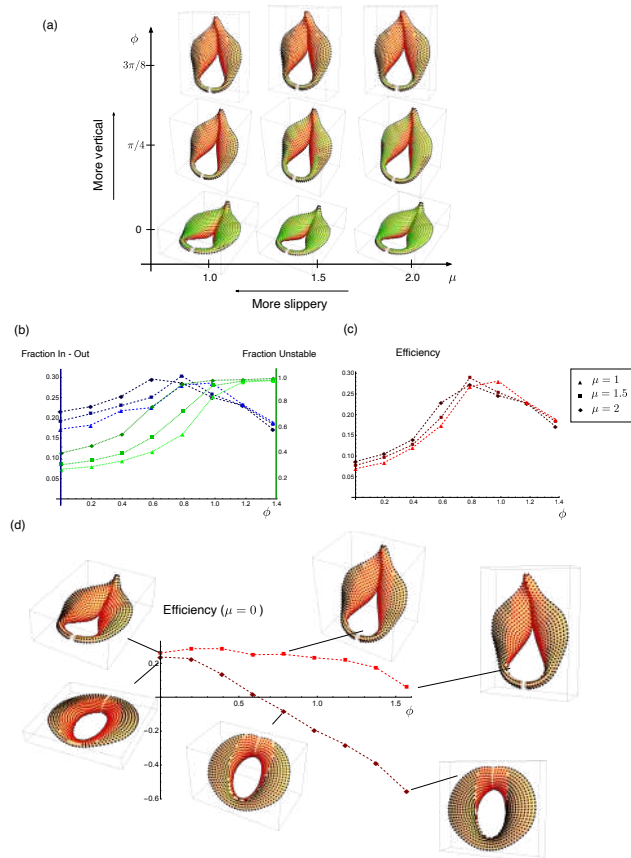 (a)
ϕ
3π/8
π/4
0
More vertical
1.0
1.5
2.0
μ
More slippery
(b)
(c)
Fraction In - Out
Fraction Unstable
Efficiency
0.30
0.25
0.20
0.15
0.10
0.05
1.0
0.8
0.6
0.4
0.2
0.2
0.4
0.6
0.8
1.0
1.2
1.4
ϕ
0.30
0.25
0.20
0.15
0.10
0.05
0.2
0.4
0.6
0.8
1.0
1.2
1.4
ϕ
μ = 1
μ = 1.5
μ = 2
(d)
Efficiency (μ = 0 )
0.2
0.5
1.0
1.5
ϕ
−0.2
−0.4
−0.6